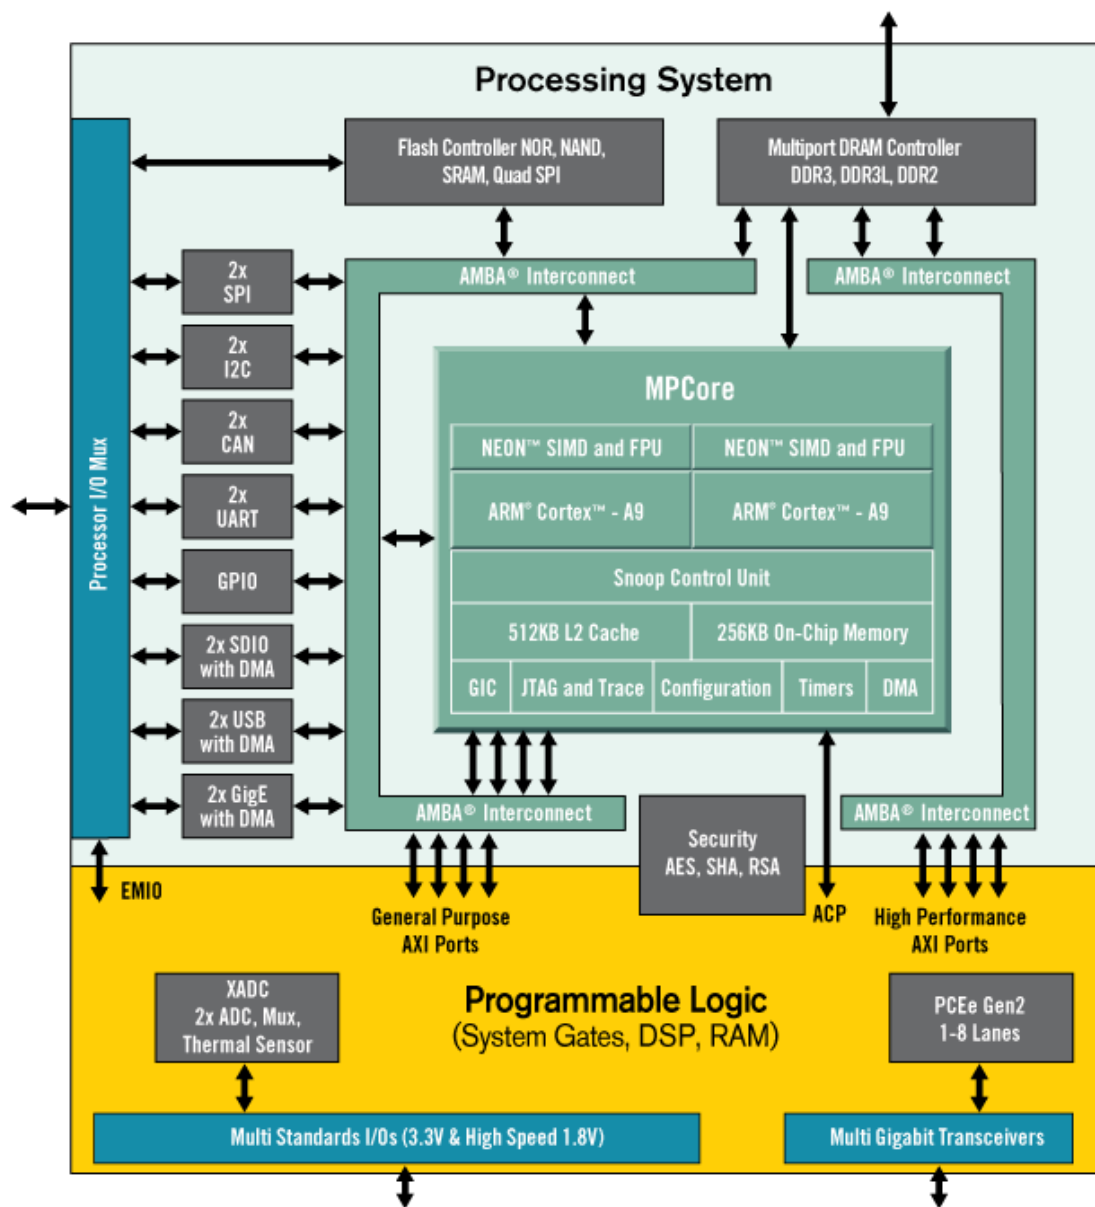 Processing System
Flash Controller NOR, NAND,
SRAM, Quad SPI
Multiport DRAM Controller
DDR3, DDR3L, DDR2
AMBA® Interconnect
AMBA® Interconnect
Processor I/O Mux
2x
SPI
2x
I2C
2x
CAN
2x
UART
GPIO
2x SDIO
with DMA
2x USB
with DMA
2x GigE
with DMA
MPCore
NEON™ SIMD and FPU
NEON™ SIMD and FPU
ARM® Cortex™ - A9
ARM® Cortex™ - A9
Snoop Control Unit
512KB L2 Cache
256KB On-Chip Memory
GIC
JTAG and Trace
Configuration
Timers
DMA
AMBA® Interconnect
AMBA® Interconnect
Security
AES, SHA, RSA
EMIO
General Purpose
AXI Ports
ACP
High Performance
AXI Ports
XADC
2x ADC, Mux,
Thermal Sensor
Programmable Logic
(System Gates, DSP, RAM)
PCEe Gen2
1-8 Lanes
Multi Standards I/Os (3.3V & High Speed 1.8V)
Multi Gigabit Transceivers